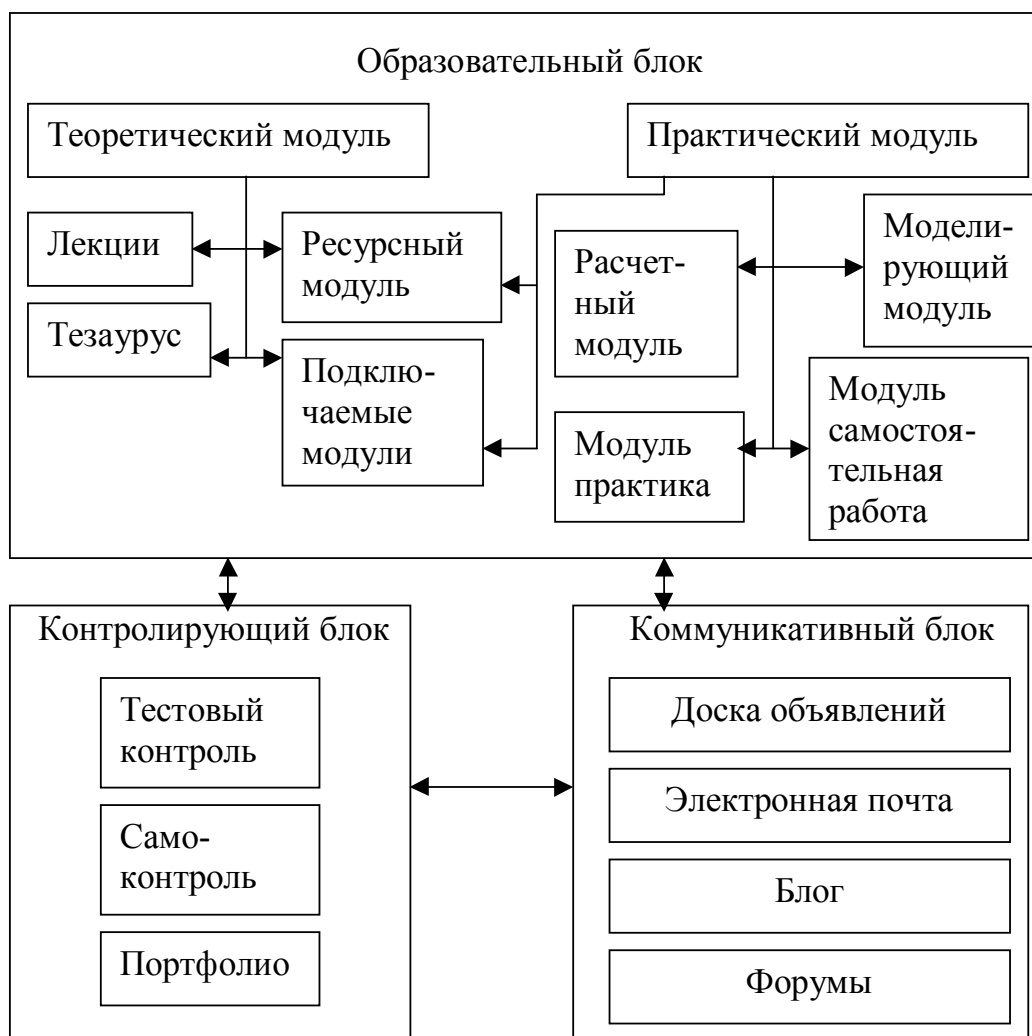 Образовательный блок
Теоретический модуль
Практический модуль
Лекции
Ресурсный
модуль
Тезаурус
Подклю-
чаемые
модули
Расчет-
ный
модуль
Модели-
рующий
модуль
Модуль
практика
Модуль
самостоя-
тельная
работа
Контролирующий блок
Тестовый
контроль
Само-
контроль
Портфолио
Коммуникативный блок
Доска объявлений
Электронная почта
Блог
Форумы